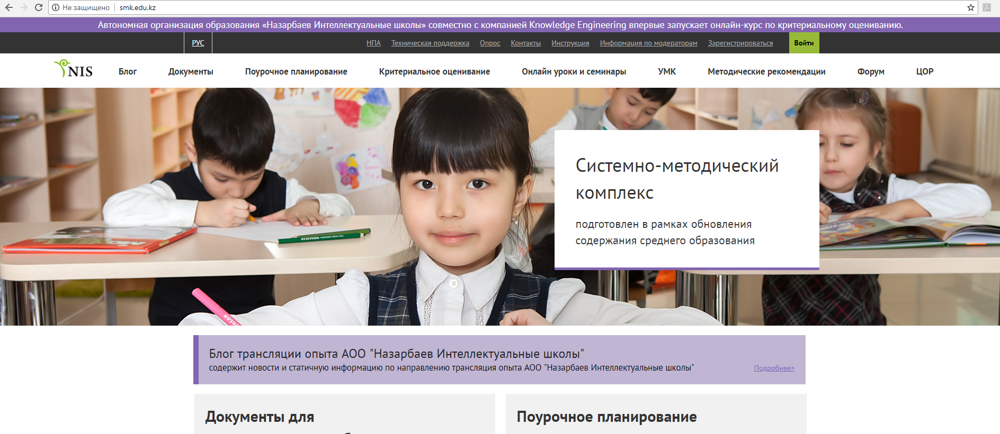 Не защищено
smk.edu.kz
Автономная организация образования «Назарбаев Интеллектуальные школы» совместно с компанией Knowledge Engineering впервые запускает онлайн-курс по критериальному оцениванию.
РУС НПА Техническая поддержка Опрос Контакты Инструкция Информация по модераторам Зарегистрироваться Войти
NIS Блог Документы Поурочное планирование Критериальное оценивание Онлайн уроки и семинары УМК Методические рекомендации Форум ЦОР
Системно-методический
комплекс
подготовлен в рамках обновления
содержания среднего образования
Блог трансляции опыта АОО "Назарбаев Интеллектуальные школы"
содержит новости и статичную информацию по направлению трансляция опыта АОО "Назарбаев Интеллектуальные школы"
Подробнее>
Документы для
Поурочное планирование